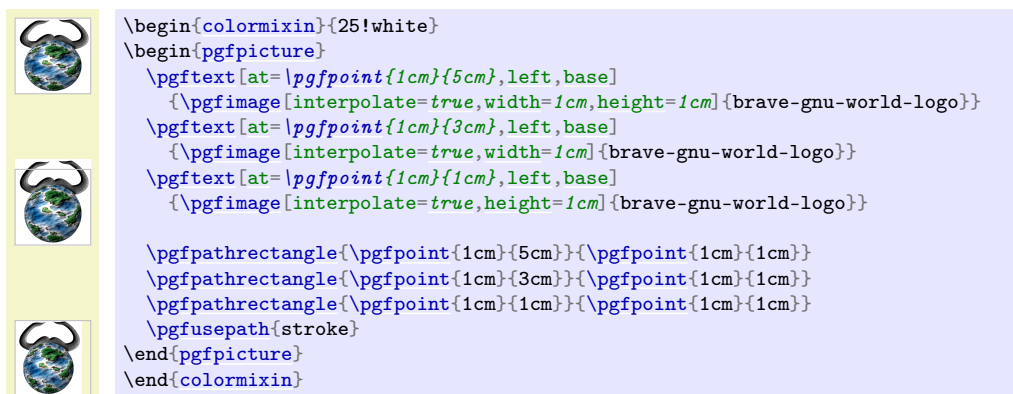 \begin{colormixin}{25!white}
\begin{pgfpicture}
  \pgftext[at=\pgfpoint{1cm}{5cm},left,base]
    {\pgfimage[interpolate=true,width=1cm,height=1cm]{brave-gnu-world-logo}}
  \pgftext[at=\pgfpoint{1cm}{3cm},left,base]
    {\pgfimage[interpolate=true,width=1cm]{brave-gnu-world-logo}}
  \pgftext[at=\pgfpoint{1cm}{1cm},left,base]
    {\pgfimage[interpolate=true,height=1cm]{brave-gnu-world-logo}}
  \pgfpathrectangle{\pgfpoint{1cm}{5cm}}{\pgfpoint{1cm}{1cm}}
  \pgfpathrectangle{\pgfpoint{1cm}{3cm}}{\pgfpoint{1cm}{1cm}}
  \pgfpathrectangle{\pgfpoint{1cm}{1cm}}{\pgfpoint{1cm}{1cm}}
  \pgfusepath{stroke}
\end{pgfpicture}
\end{colormixin}